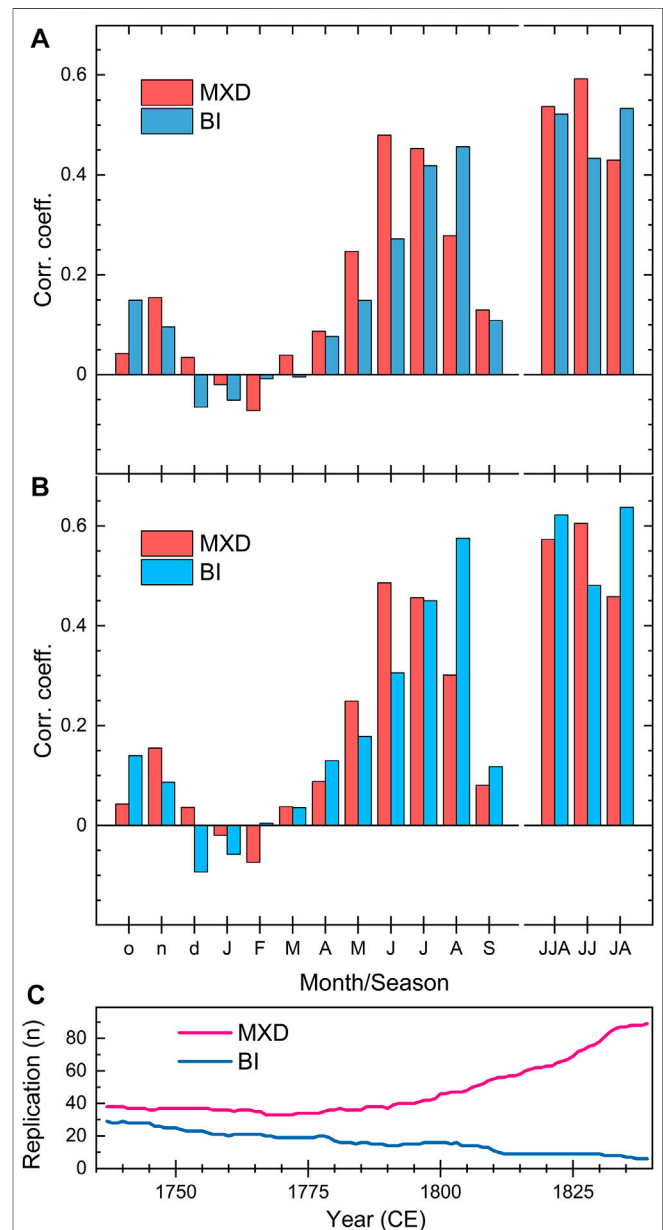 A
MXD
BI
0.6
0.4
0.2
0
Corr. coeff.
B
MXD
BI
0.6
0.4
0.2
0
Corr. coeff.
o n d J F M A M J J A S JJA JJ JA
Month/Season
C
MXD
BI
80
60
40
20
0
Replication (n)
1750 1775 1800 1825
Year (CE)